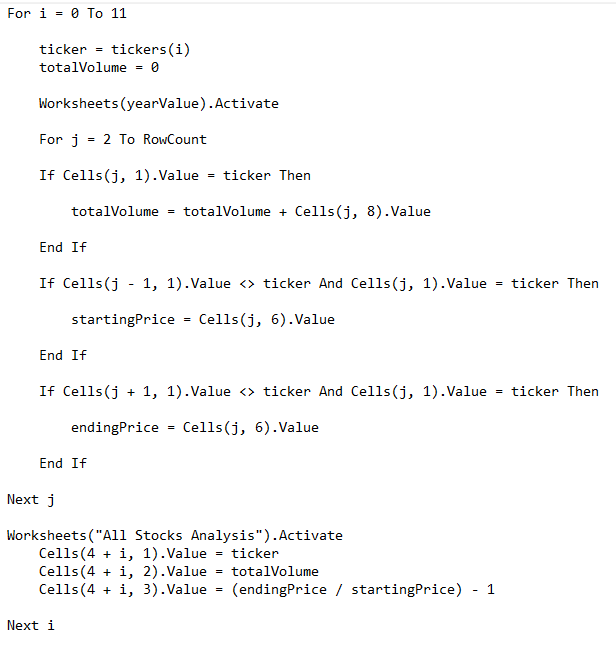 For i = 0 To 11
ticker = tickers(i)
totalVolume = 0
Worksheets(yearValue).Activate
For j = 2 To RowCount
If Cells(j, 1).Value = ticker Then
totalVolume = totalVolume + Cells(j, 8).Value
End If
If Cells(j - 1, 1).Value <> ticker And Cells(j, 1).Value = ticker Then
startingPrice = Cells(j, 6).Value
End If
If Cells(j + 1, 1).Value <> ticker And Cells(j, 1).Value = ticker Then
endingPrice = Cells(j, 6).Value
End If
Next j
Worksheets("All Stocks Analysis").Activate
Cells(4 + i, 1).Value = ticker
Cells(4 + i, 2).Value = totalVolume
Cells(4 + i, 3).Value = (endingPrice / startingPrice) - 1
Next i